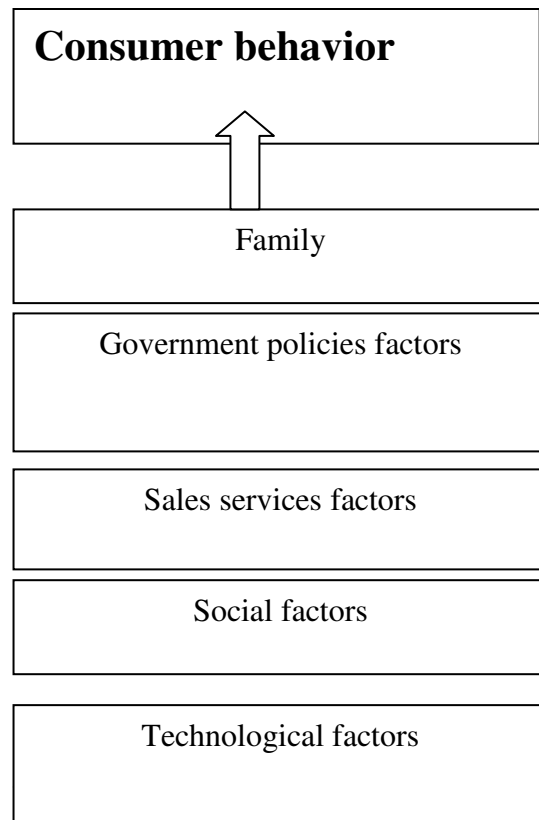 Consumer behavior
Family
Government policies factors
Sales services factors
Social factors
Technological factors